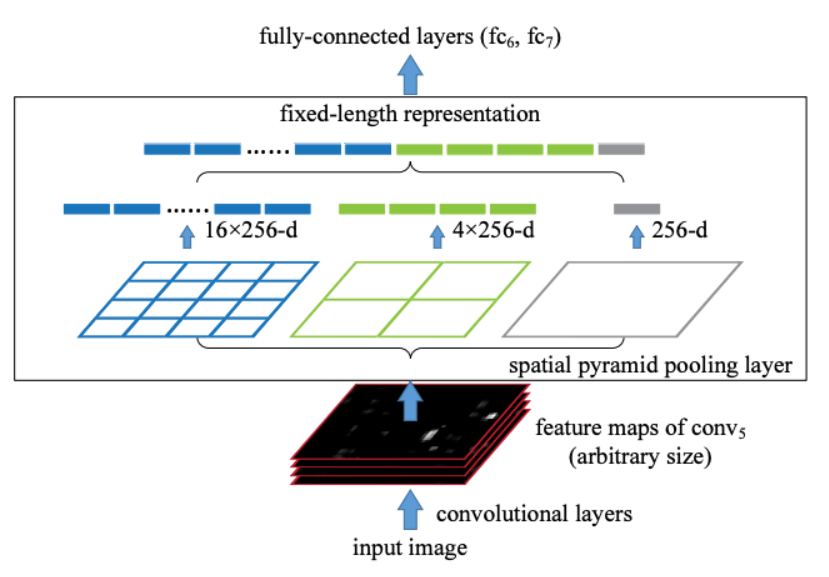 fully-connected layers (fc6, fc7)
fixed-length representation
......
......
16×256-d
4×256-d
256-d
spatial pyramid pooling layer
feature maps of conv5
(arbitrary size)
convolutional layers
input image